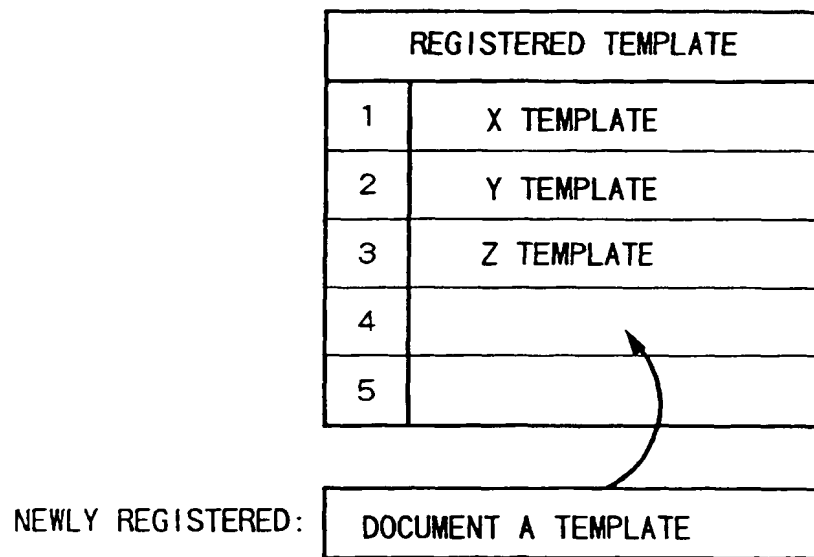 REGISTERED TEMPLATE
1 X TEMPLATE
2 Y TEMPLATE
3 Z TEMPLATE
4
5
NEWLY REGISTERED: DOCUMENT A TEMPLATE